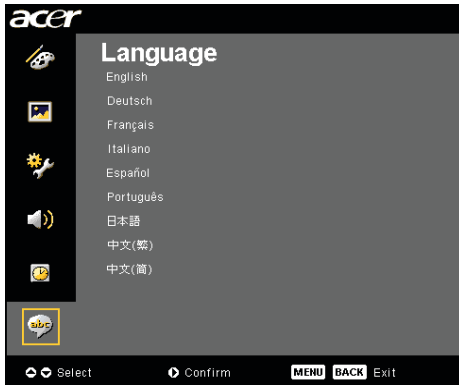 acer
Language
English
Deutsch
Français
Italiano
Español
Português
日本語
中文(繁)
中文(简)
abc
Select Confirm MENU BACK Exit